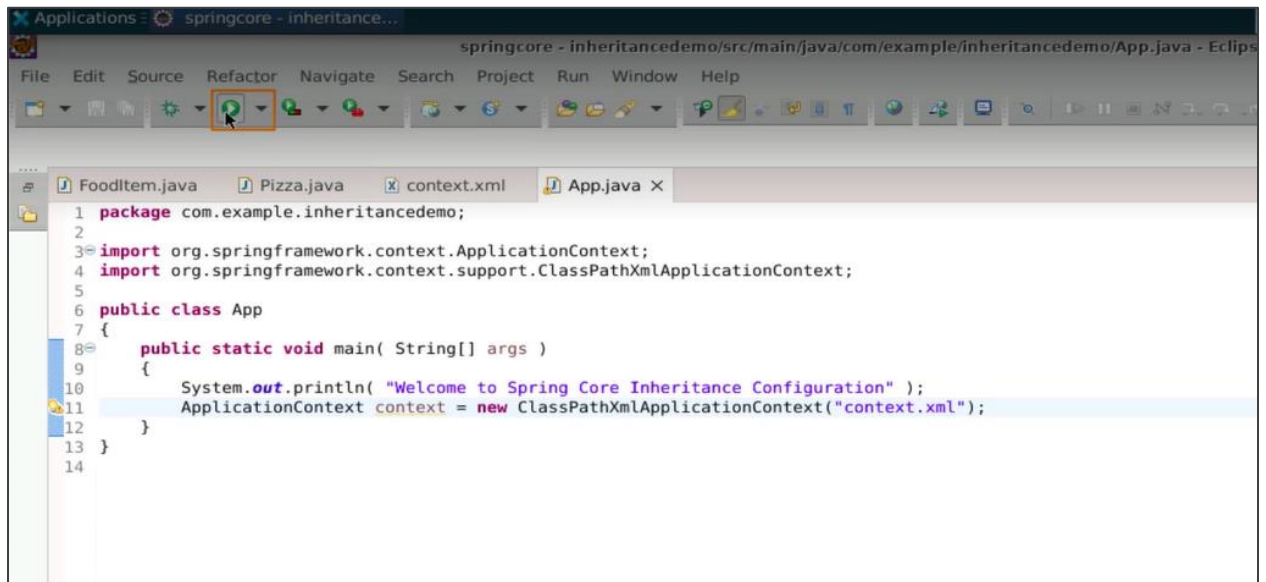 Applications springcore - inheritance...
springcore - inheritancedemo/src/main/java/com/example/inheritancedemo/App.java - Eclips
File Edit Source Refactor Navigate Search Project Run Window Help
FoodItem.java Pizza.java context.xml App.java
1 package com.example.inheritancedemo;
2
3 import org.springframework.context.ApplicationContext;
4 import org.springframework.context.support.ClassPathXmlApplicationContext;
5
6 public class App
7 {
8 public static void main( String[] args )
9 {
10 System.out.println( "Welcome to Spring Core Inheritance Configuration" );
11 ApplicationContext context = new ClassPathXmlApplicationContext("context.xml");
12 }
13 }
14